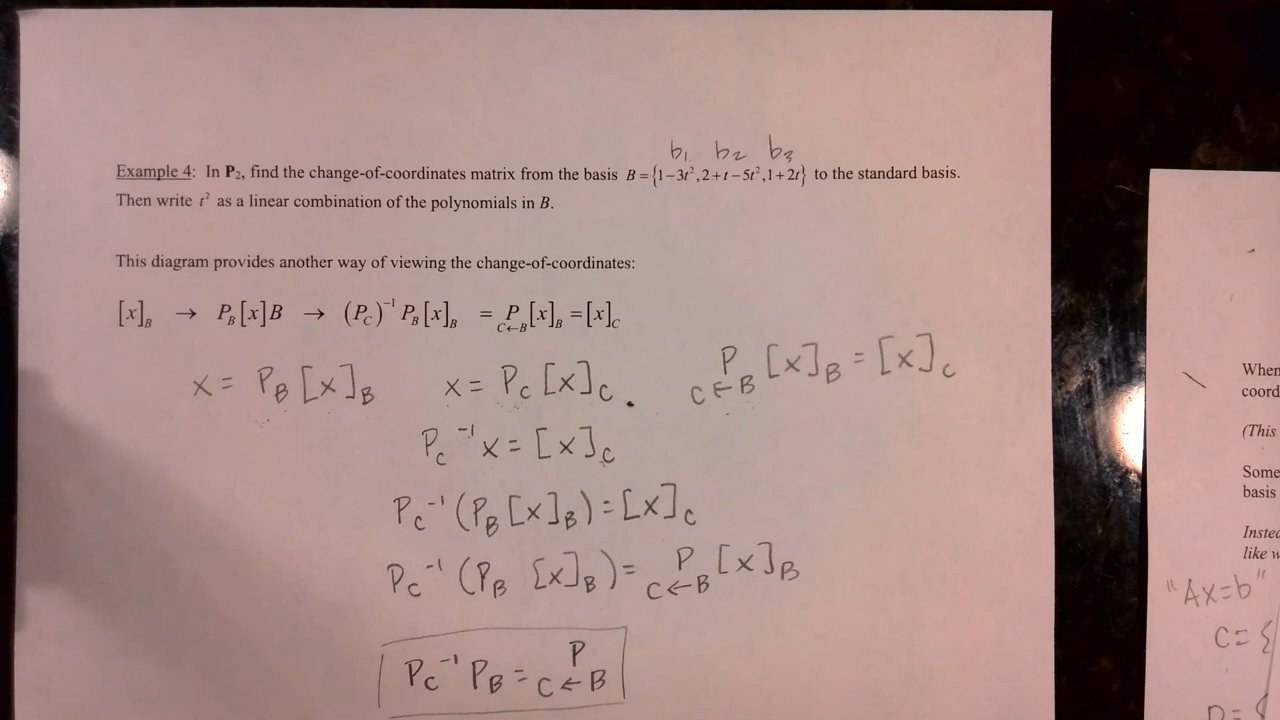 b₁ b₂ b₃
Example 4: In P₂, find the change-of-coordinates matrix from the basis B = {1−3t²,2+t−5t²,1+2t} to the standard basis.
Then write t² as a linear combination of the polynomials in B.
This diagram provides another way of viewing the change-of-coordinates:
[x]_B → P_B[x]B → (P_C)⁻¹ P_B[x]_B = P_{C←B}[x]_B = [x]_C
x = P_B [x]_B x = P_C [x]_C . P_{C←B} [x]_B = [x]_C
P_C⁻¹ x = [x]_C
P_C⁻¹ (P_B [x]_B) = [x]_C
P_C⁻¹ (P_B [x]_B) = P_{C←B} [x]_B
P_C⁻¹ P_B = P_{C←B}
When
coord
(This
Some
basis
Instea
like w
"Ax=b"
C = {
D = {